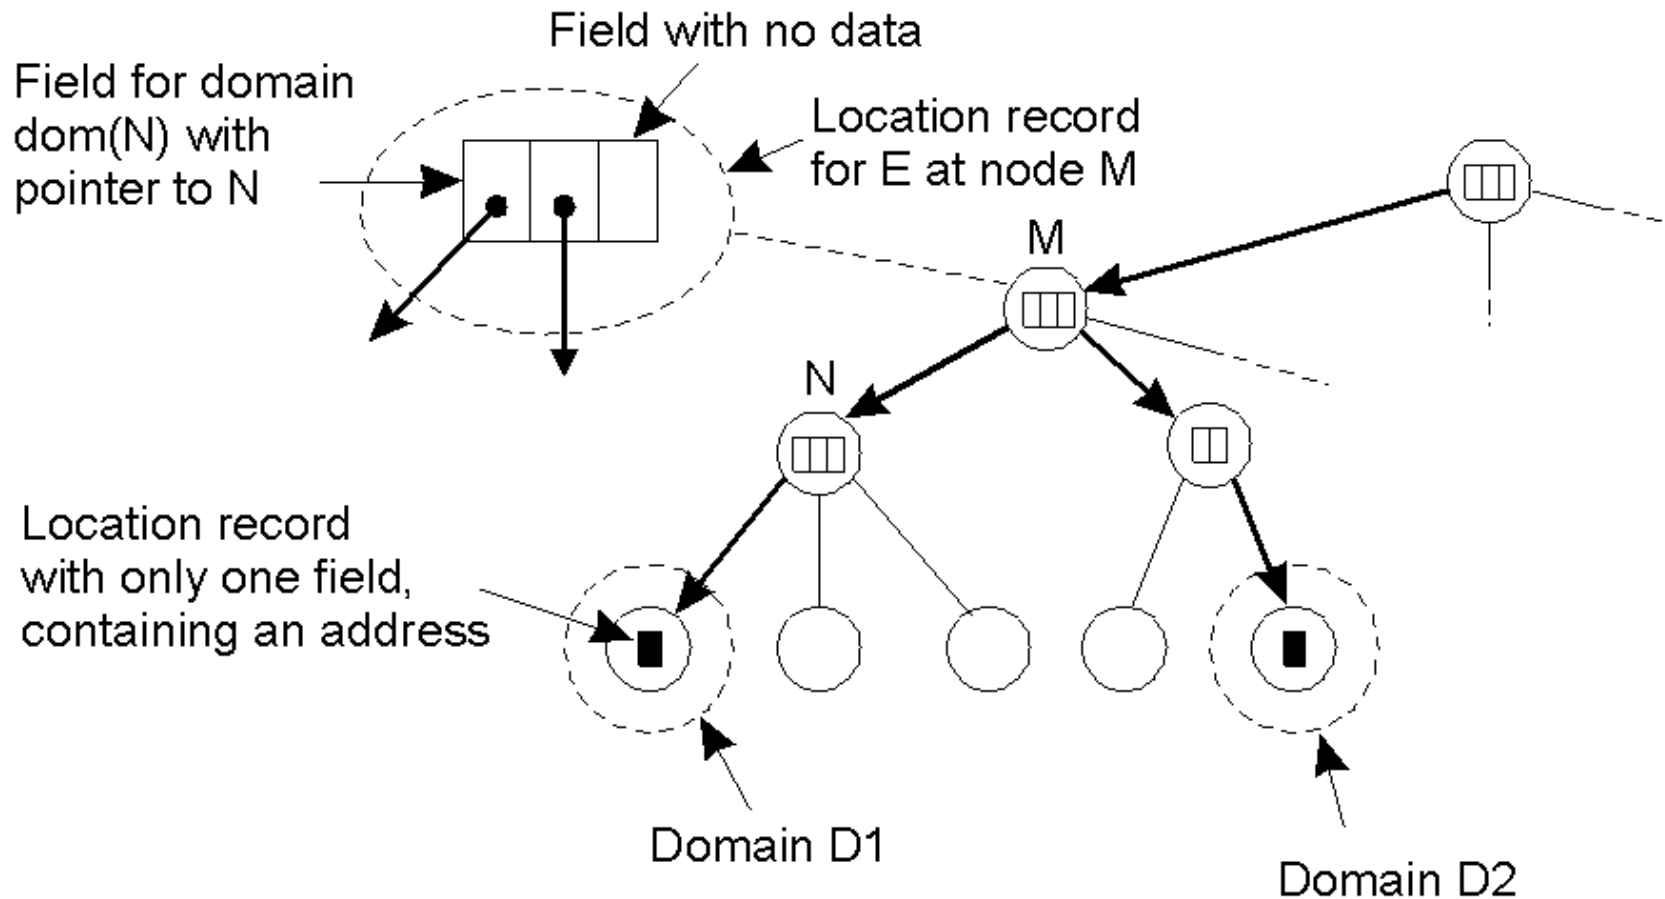 Field with no data
Field for domain
dom(N) with
pointer to N
Location record
for E at node M
M
N
Location record
with only one field,
containing an address
Domain D1
Domain D2